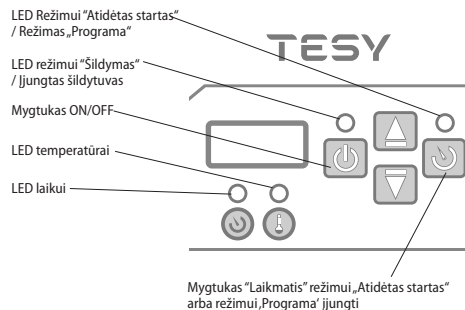 LED Režimui “Atidėtas startas“
/ Režimas „Programa“
TESY
LED režimui “Šildymas“
/ Įjungtas šildytuvas
Mygtukas ON/OFF
LED temperatūrai
LED laikui
Mygtukas “Laikmatis” režimui „Atidėtas startas“
arba režimui ‚Programa‘ įjungti